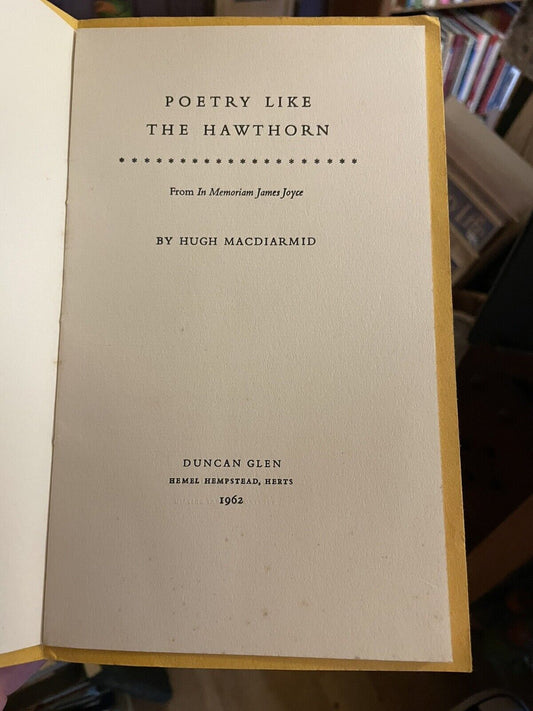 POETRY LIKE
THE HAWTHORN
* * * * * * * * * * * * * * * * * * * *
From In Memoriam James Joyce
BY HUGH MACDIARMID
DUNCAN GLEN
HEMEL HEMPSTEAD, HERTS
1962